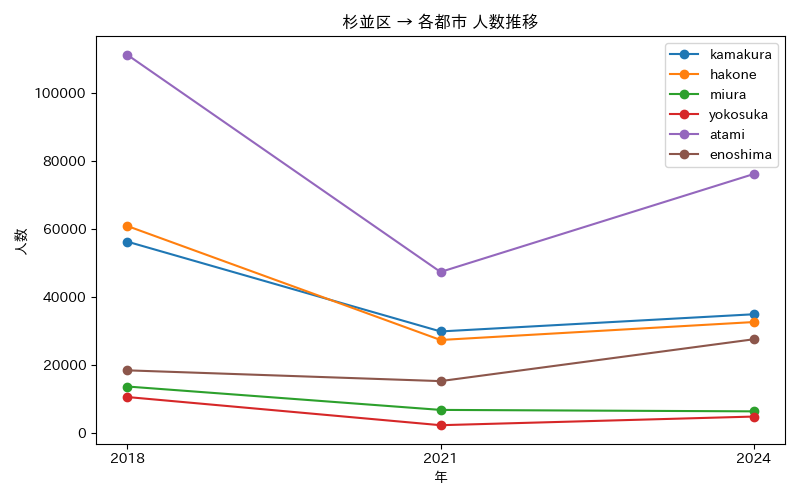 杉並区 → 各都市 人数推移
kamakura
hakone
miura
yokosuka
atami
enoshima
100000
80000
60000
40000
20000
0
人数
2018
2021
2024
年